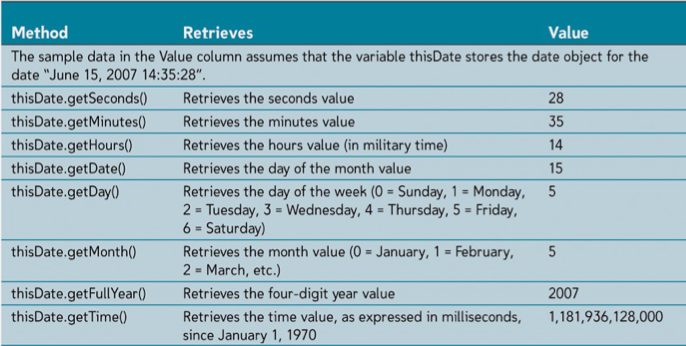 Method Retrieves Value
The sample data in the Value column assumes that the variable thisDate stores the date object for the
date "June 15, 2007 14:35:28".
thisDate.getSeconds() Retrieves the seconds value 28
thisDate.getMinutes() Retrieves the minutes value 35
thisDate.getHours() Retrieves the hours value (in military time) 14
thisDate.getDate() Retrieves the day of the month value 15
thisDate.getDay() Retrieves the day of the week (0 = Sunday, 1 = Monday, 5
2 = Tuesday, 3 = Wednesday, 4 = Thursday, 5 = Friday,
6 = Saturday)
thisDate.getMonth() Retrieves the month value (0 = January, 1 = February, 5
2 = March, etc.)
thisDate.getFullYear() Retrieves the four-digit year value 2007
thisDate.getTime() Retrieves the time value, as expressed in milliseconds, 1,181,936,128,000
since January 1, 1970